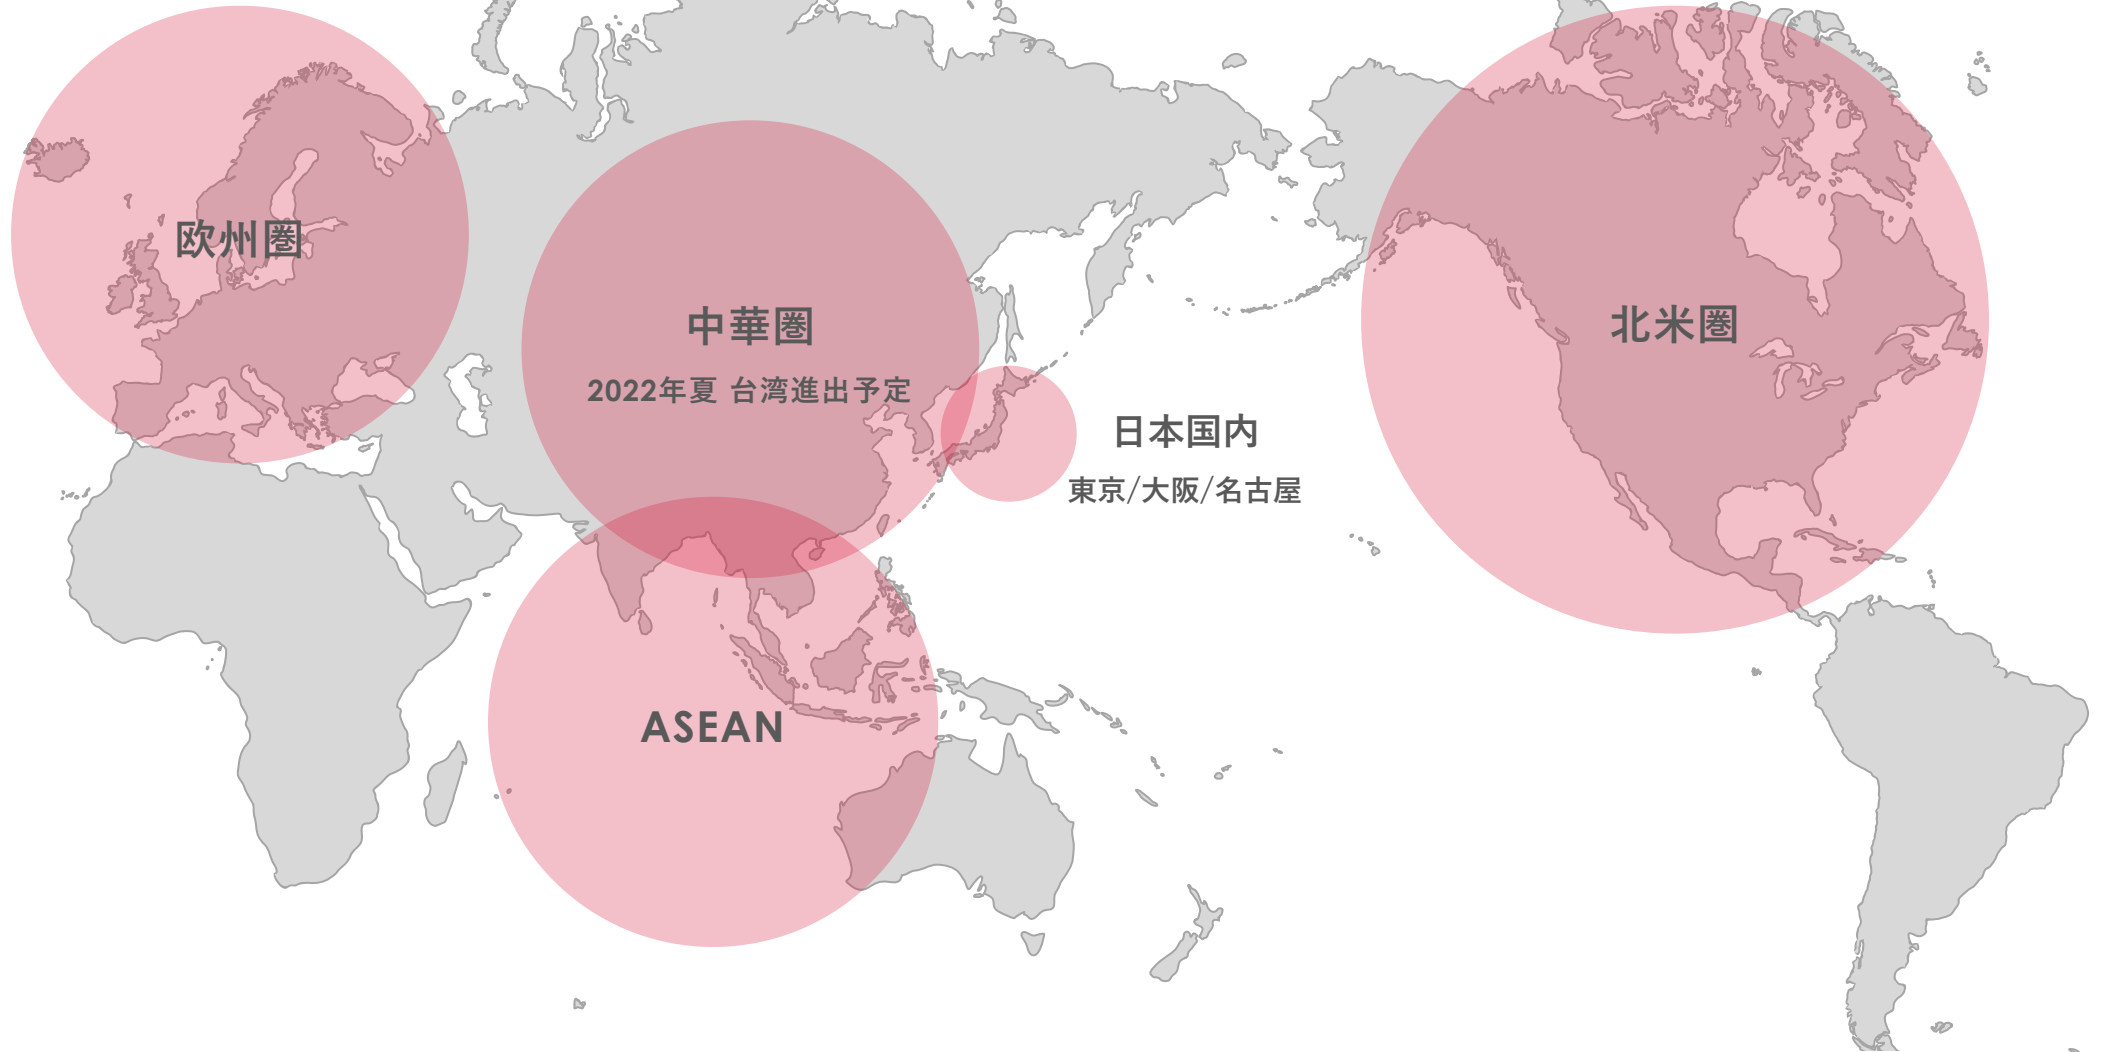 欧州圏
中華圏
2022年夏 台湾進出予定
北米圏
日本国内
東京/大阪/名古屋
ASEAN